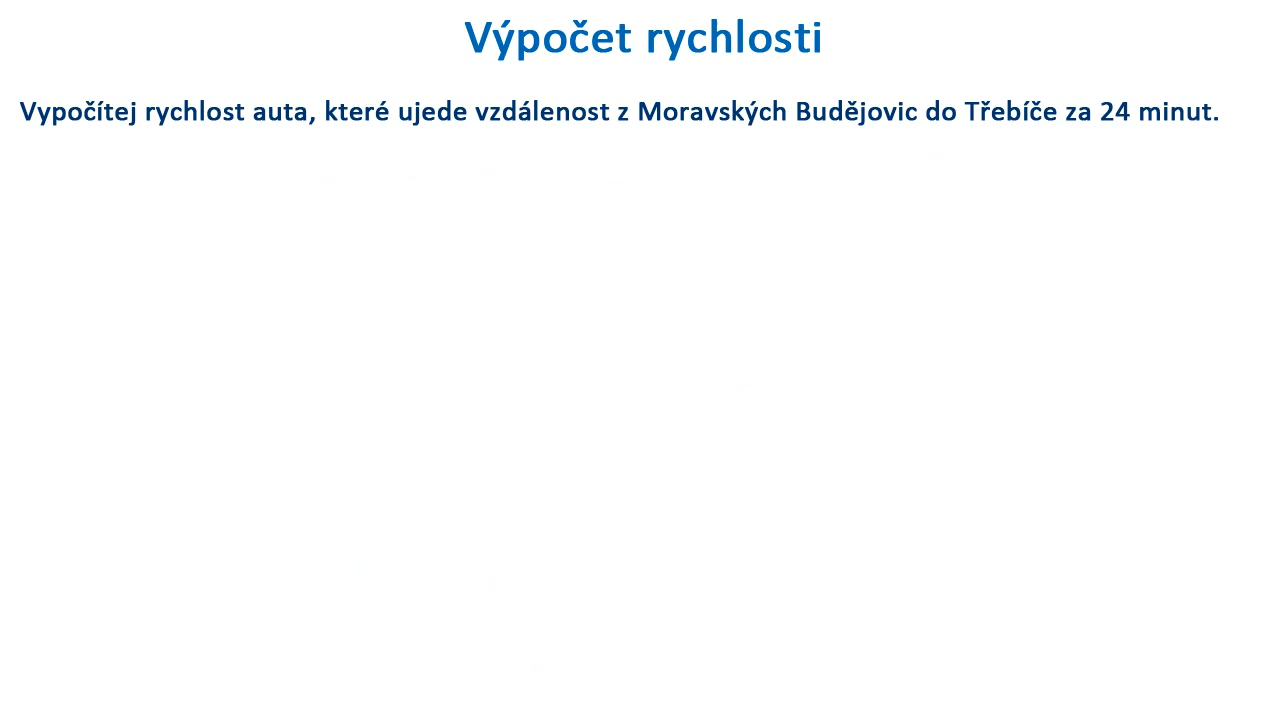 Výpočet rychlosti
Vypočítej rychlost auta, které ujede vzdálenost z Moravských Budějovic do Třebíče za 24 minut.